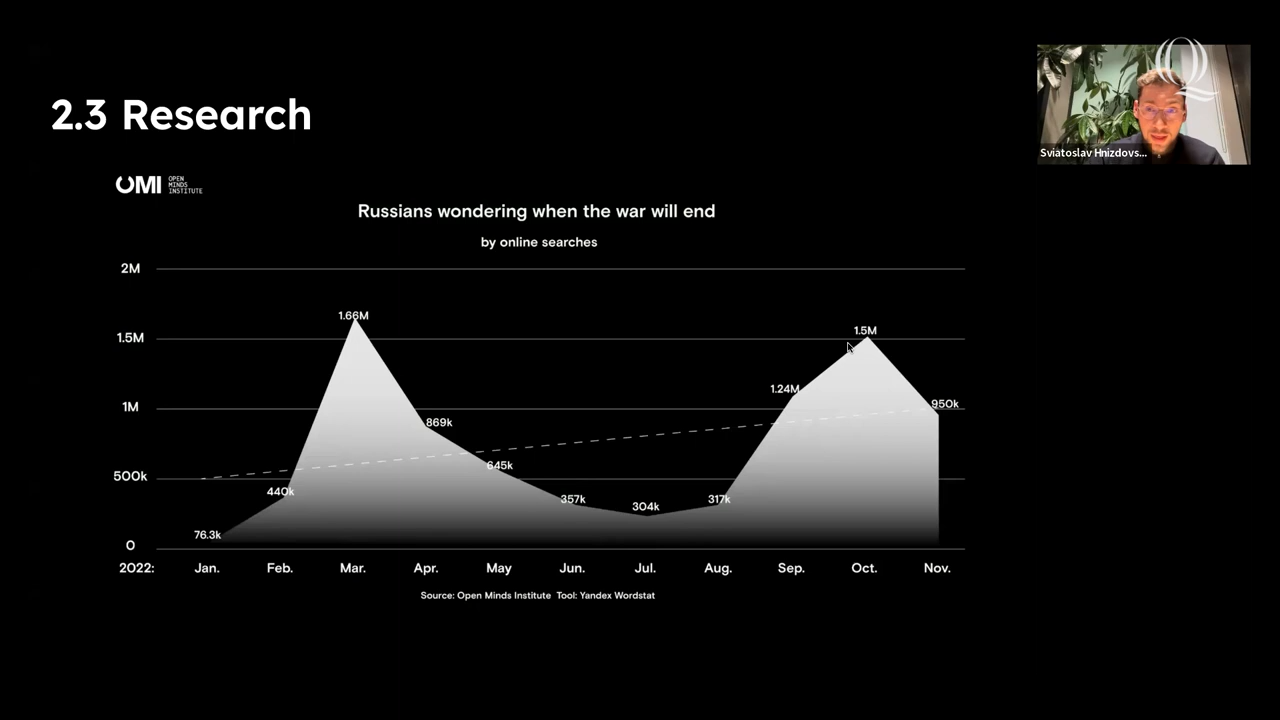 2.3 Research
OMI
OPEN
MINDS
INSTITUTE
Russians wondering when the war will end
by online searches
2M
1.5M
1M
500k
0
76.3k
440k
1.66M
869k
645k
357k
304k
317k
1.24M
1.5M
950k
2022: Jan. Feb. Mar. Apr. May Jun. Jul. Aug. Sep. Oct. Nov.
Source: Open Minds Institute Tool: Yandex Wordstat
Sviatoslav Hnizdovs...